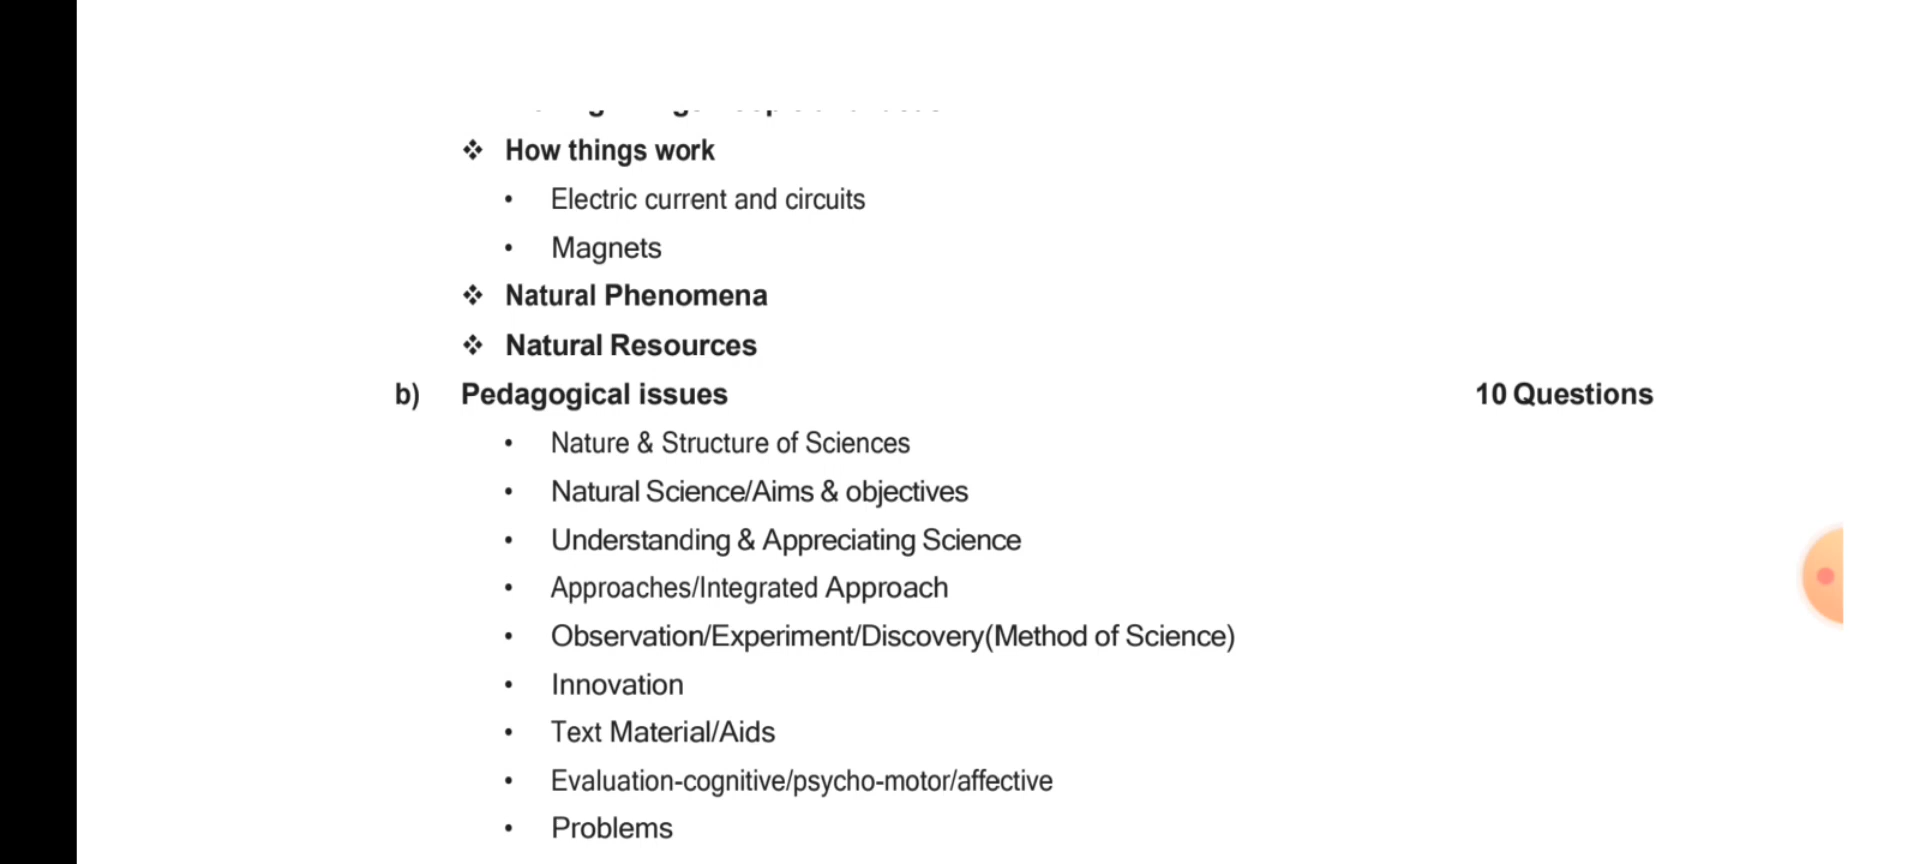 ❖ How things work
• Electric current and circuits
• Magnets
❖ Natural Phenomena
❖ Natural Resources
b) Pedagogical issues 10 Questions
• Nature & Structure of Sciences
• Natural Science/Aims & objectives
• Understanding & Appreciating Science
• Approaches/Integrated Approach
• Observation/Experiment/Discovery(Method of Science)
• Innovation
• Text Material/Aids
• Evaluation-cognitive/psycho-motor/affective
• Problems